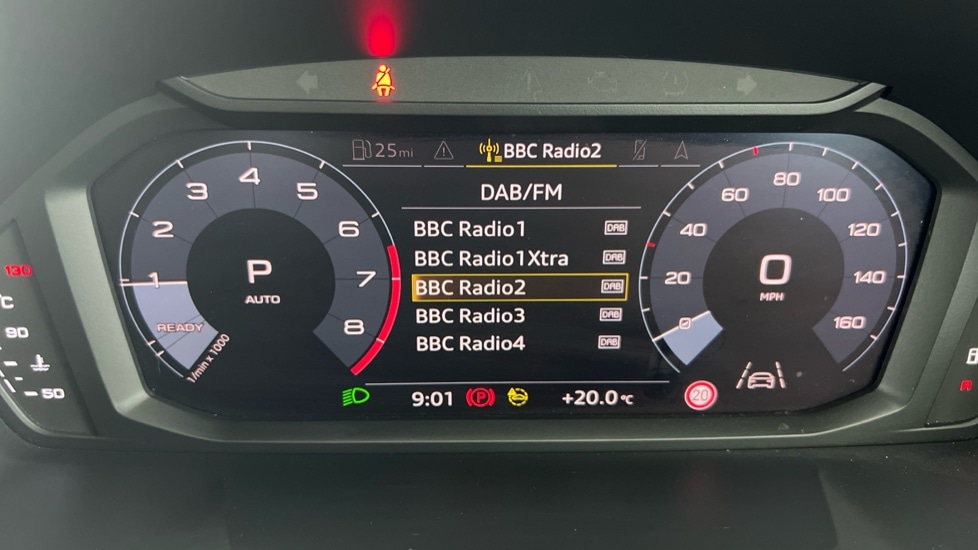 25mi
BBC Radio2
DAB/FM
BBC Radio1 DAB
BBC Radio1Xtra DAB
BBC Radio2 DAB
BBC Radio3 DAB
BBC Radio4 DAB
1 2 3 4 5 6 7 8
READY
1/min x 1000
P
AUTO
0 20 40 60 80 100 120 140 160
0
MPH
9:01 P +20.0°C
20
130
°C
90
50